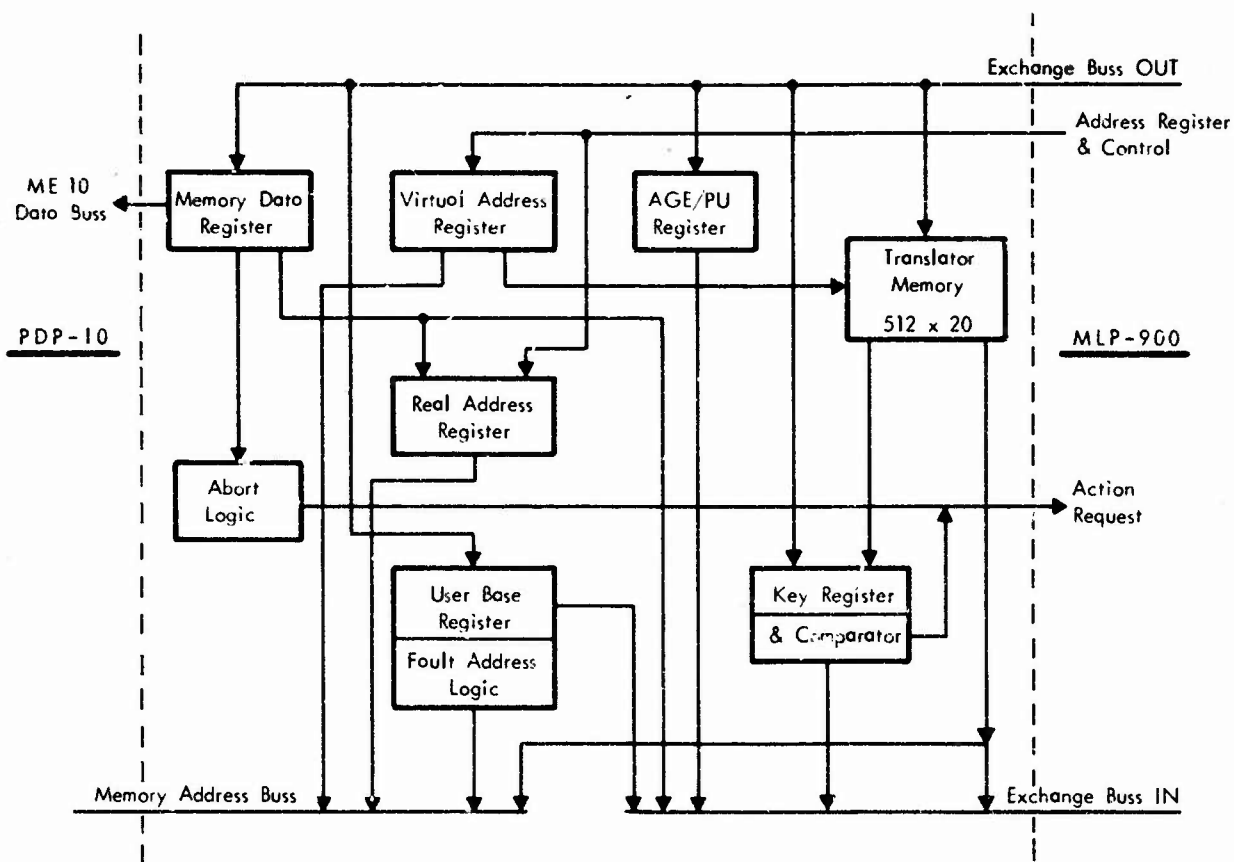 Exchange Buss OUT
Address Register
& Control
ME 10
Data Buss
Memory Data
Register
Virtual Address
Register
AGE/PU
Register
Translator
Memory
512 x 20
PDP-10
MLP-900
Real Address
Register
Abort
Logic
Action
Request
User Base
Register
Fault Address
Logic
Key Register
& Comparator
Memory Address Buss
Exchange Buss IN